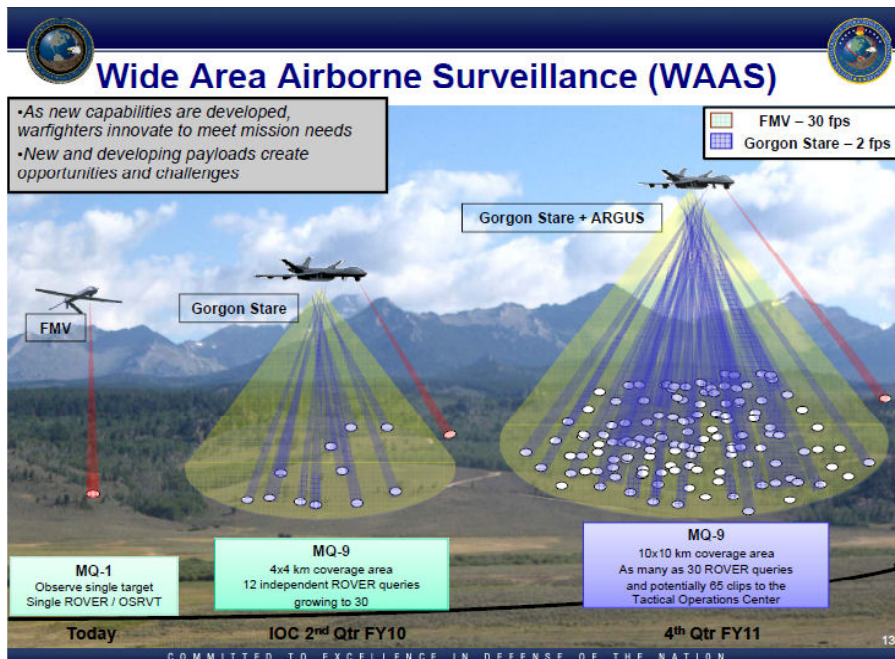 Wide Area Airborne Surveillance (WAAS)
•As new capabilities are developed,
warfighters innovate to meet mission needs
•New and developing payloads create
opportunities and challenges
FMV – 30 fps
Gorgon Stare – 2 fps
Gorgon Stare + ARGUS
Gorgon Stare
FMV
MQ-1
Observe single target
Single ROVER / OSRVT
MQ-9
4x4 km coverage area
12 independent ROVER queries
growing to 30
MQ-9
10x10 km coverage area
As many as 30 ROVER queries
and potentially 65 clips to the
Tactical Operations Center
Today
IOC 2nd Qtr FY10
4th Qtr FY11
13
COMMITTED TO EXCELLENCE IN DEFENSE OF THE NATION